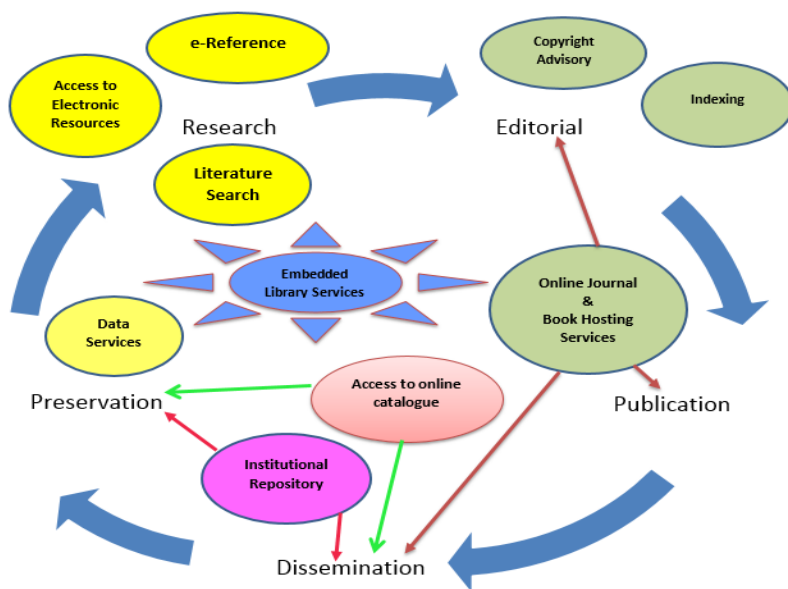 e-Reference
Access to
Electronic
Resources
Research
Literature
Search
Copyright
Advisory
Indexing
Editorial
Embedded
Library Services
Online Journal
&
Book Hosting
Services
Data
Services
Access to online
catalogue
Preservation
Publication
Institutional
Repository
Dissemination